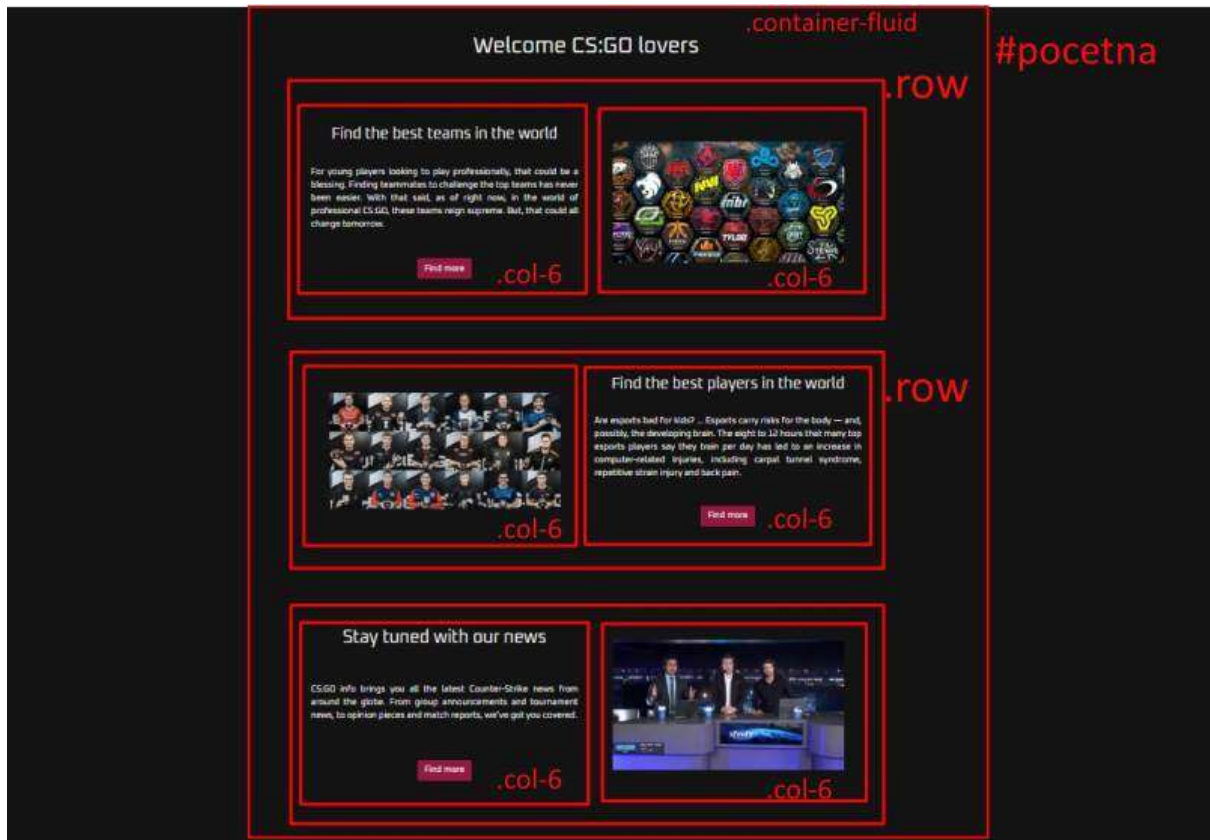 .container-fluid
Welcome CS:GO lovers
#pocetna
.row
Find the best teams in the world
For young players looking to play professionally, that could be a
blessing. Finding teammates to challenge the top teams has never
been easier. With that said, as of right now, in the world of
professional CS:GO, these teams reign supreme. But, that could all
change tomorrow.
Find more
.col-6
NAVI
mibr
TYLOO
.col-6
.row
Find the best players in the world
Are esports bad for kids? ... Esports carry risks for the body — and,
possibly, the developing brain. The eight to 12 hours that many top
esports players say they train per day has led to an increase in
computer-related injuries, including carpal tunnel syndrome,
repetitive strain injury and back pain.
Find more
.col-6
.col-6
Stay tuned with our news
CS:GO info brings you all the latest Counter-Strike news from
around the globe. From group announcements and tournament
news, to opinion pieces and match reports, we've got you covered.
Find more
.col-6
xfinity
.col-6